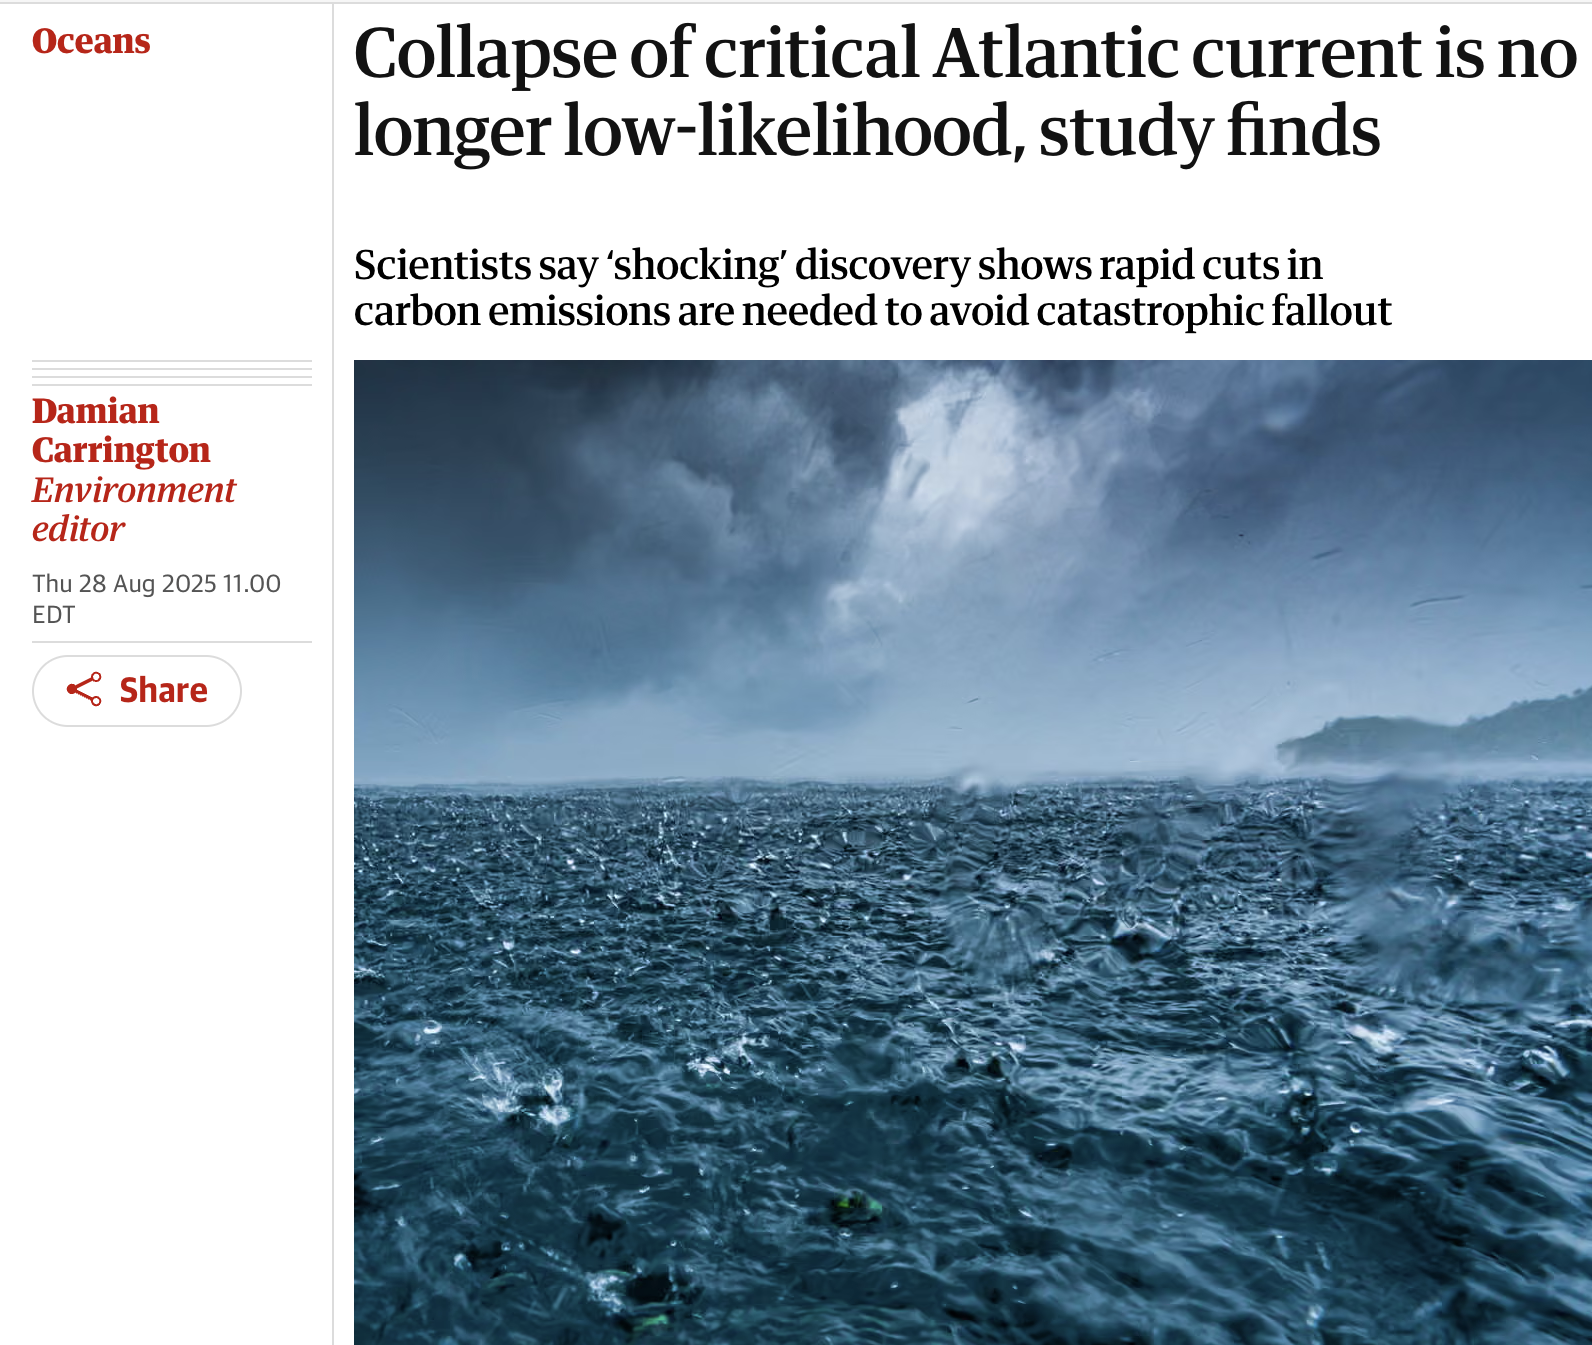 Oceans
Collapse of critical Atlantic current is no
longer low-likelihood, study finds
Scientists say ‘shocking’ discovery shows rapid cuts in
carbon emissions are needed to avoid catastrophic fallout
Damian
Carrington
Environment
editor
Thu 28 Aug 2025 11.00
EDT
Share